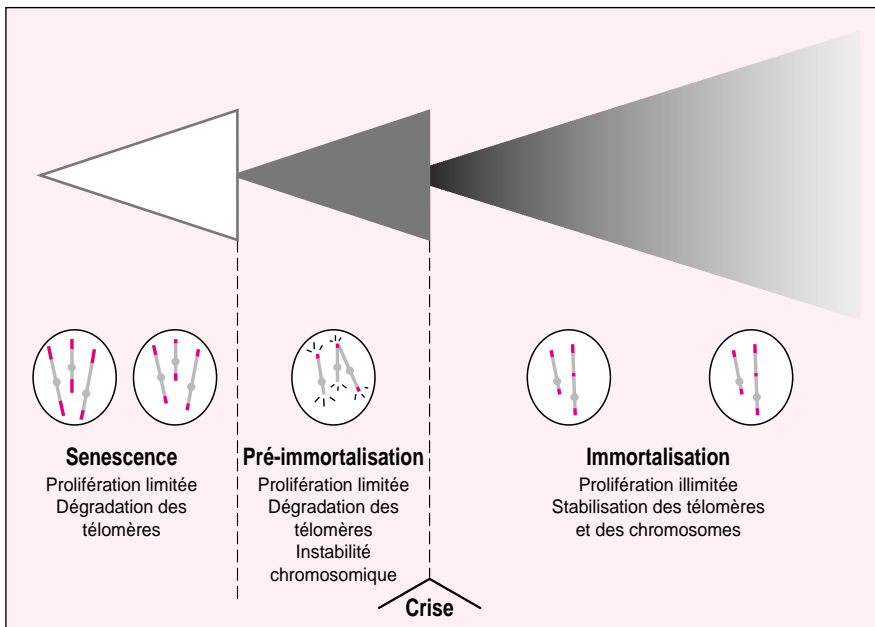 Senescence
Prolifération limitée
Dégradation des
télomères
Pré-immortalisation
Prolifération limitée
Dégradation des
télomères
Instabilité
chromosomique
Immortalisation
Prolifération illimitée
Stabilisation des télomères
et des chromosomes
Crise